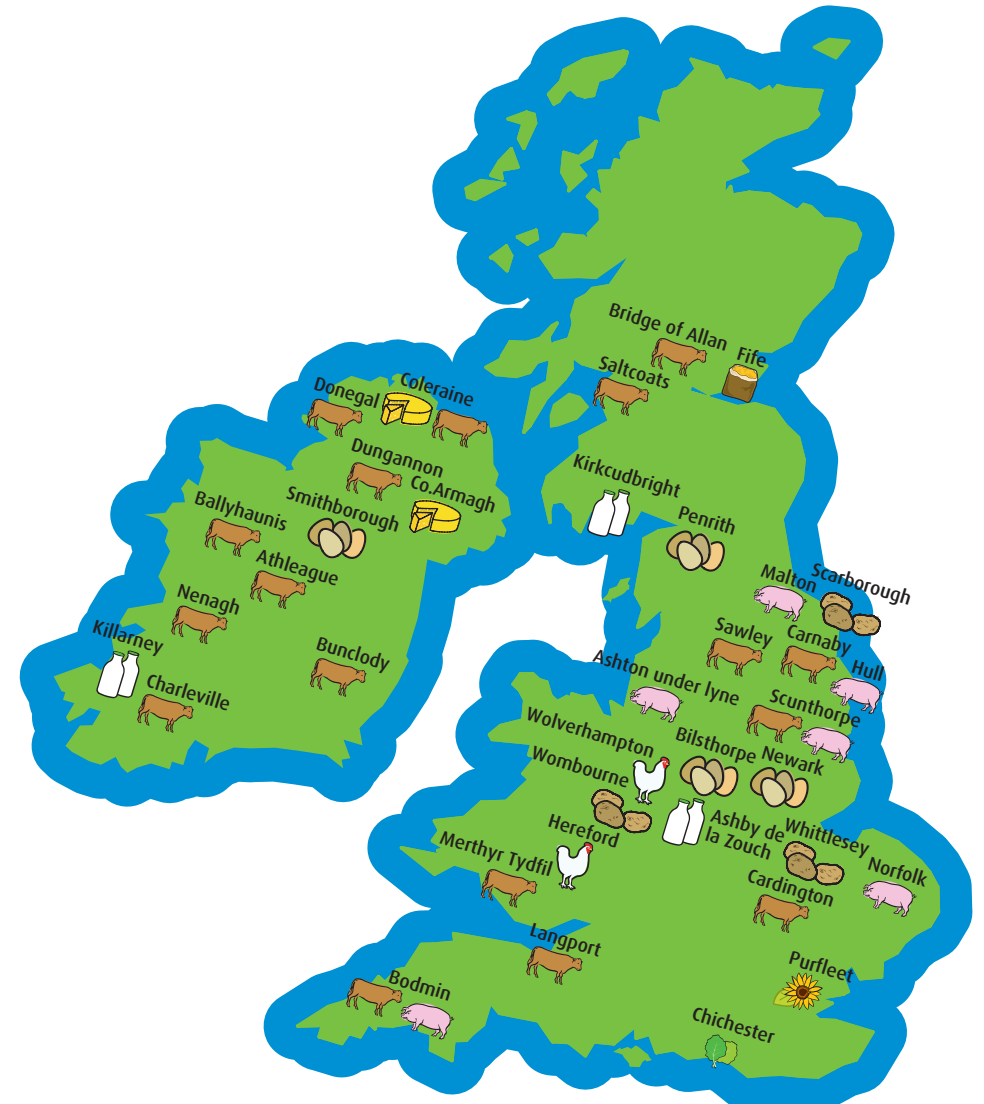 Bridge of Allan
Fife
Saltcoats
Coleraine
Donegal
Dungannon
Co.Armagh
Kirkcudbright
Smithborough
Ballyhaunis
Penrith
Athleague
Malton
Scarborough
Nenagh
Killarney
Bunclody
Sawley
Carnaby
Hull
Charleville
Ashton under lyne
Scunthorpe
Wolverhampton
Bilsthorpe
Newark
Wombourne
Hereford
Ashby de
la Zouch
Whittlesey
Merthyr Tydfil
Norfolk
Cardington
Langport
Purfleet
Bodmin
Chichester